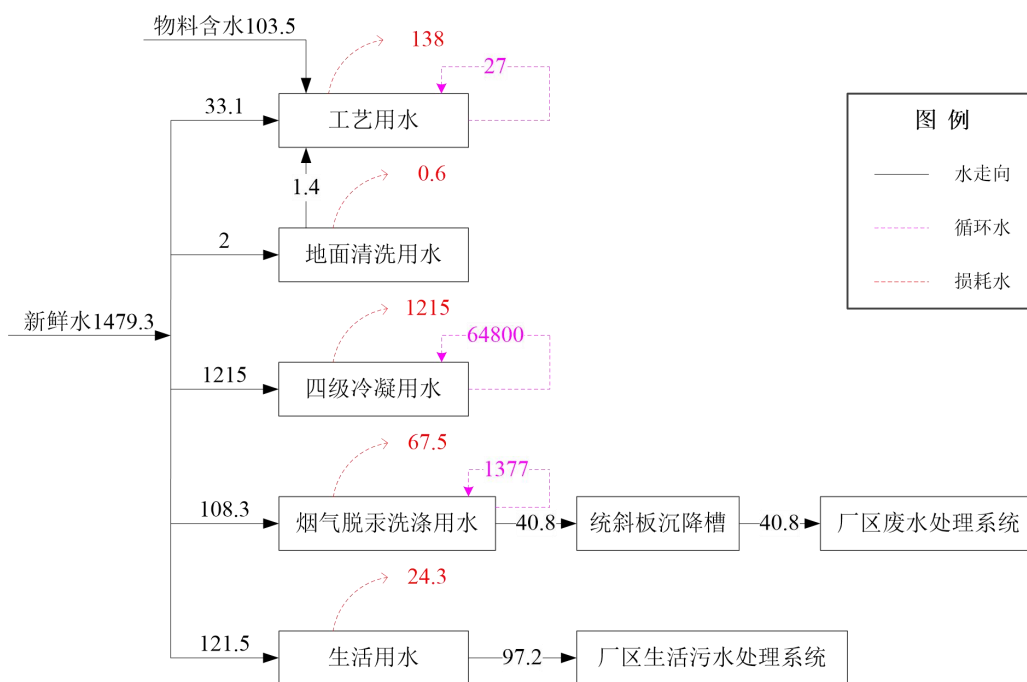 物料含水103.5
138
27
33.1
工艺用水
图 例
水走向
1.4
0.6
2
地面清洗用水
循环水
损耗水
新鲜水1479.3
1215
64800
1215
四级冷凝用水
67.5
1377
108.3
烟气脱汞洗涤用水
40.8
统斜板沉降槽
40.8
厂区废水处理系统
24.3
121.5
生活用水
97.2
厂区生活污水处理系统